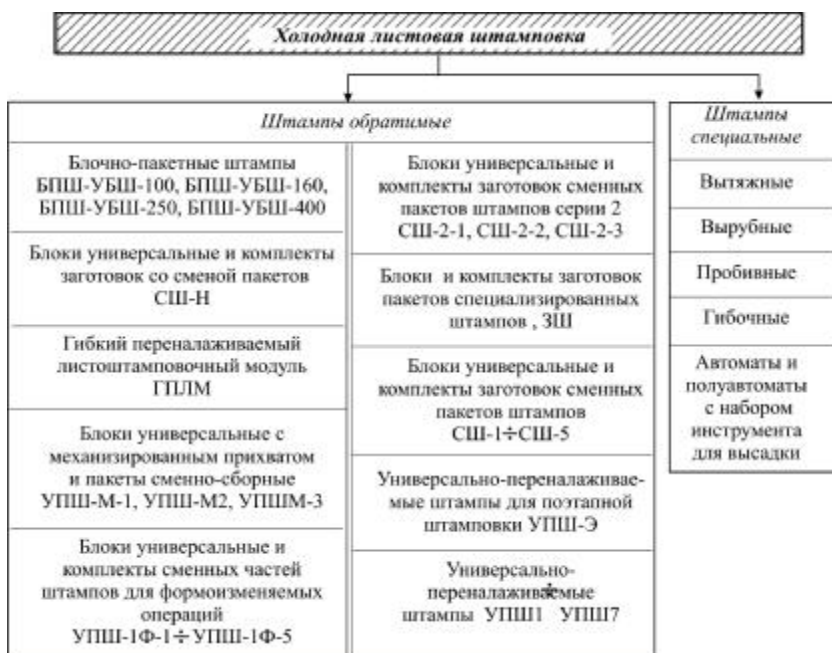 Холодная листовая штамповка
Штампы обратимые
Блочно-пакетные штампы
БПШ-УБШ-100, БПШ-УБШ-160,
БПШ-УБШ-250, БПШ-УБШ-400
Блоки универсальные и комплекты
заготовок со сменой пакетов
СШ-Н
Гибкий переналаживаемый
листоштамповочный модуль
ГПЛМ
Блоки универсальные с
механизированным прихватом
и пакеты сменно-сборные
УПШ-М-1, УПШ-М2, УПШМ-3
Блоки универсальные и
комплекты сменных частей
штампов для формоизменяемых
операций
УПШ-1Ф-1÷УПШ-1Ф-5
Блоки универсальные и
комплекты заготовок сменных
пакетов штампов серии 2
СШ-2-1, СШ-2-2, СШ-2-3
Блоки и комплекты заготовок
пакетов специализированных
штампов , ЗШ
Блоки универсальные и
комплекты заготовок сменных
пакетов штампов
СШ-1÷СШ-5
Универсально-переналаживае-
мые штампы для поэтапной
штамповки УПШ-Э
Универсально-
переналаживаемые
штампы УПШ1 ÷ УПШ7
Штампы
специальные
Вытяжные
Вырубные
Пробивные
Гибочные
Автоматы и
полуавтоматы
с набором
инструмента
для высадки